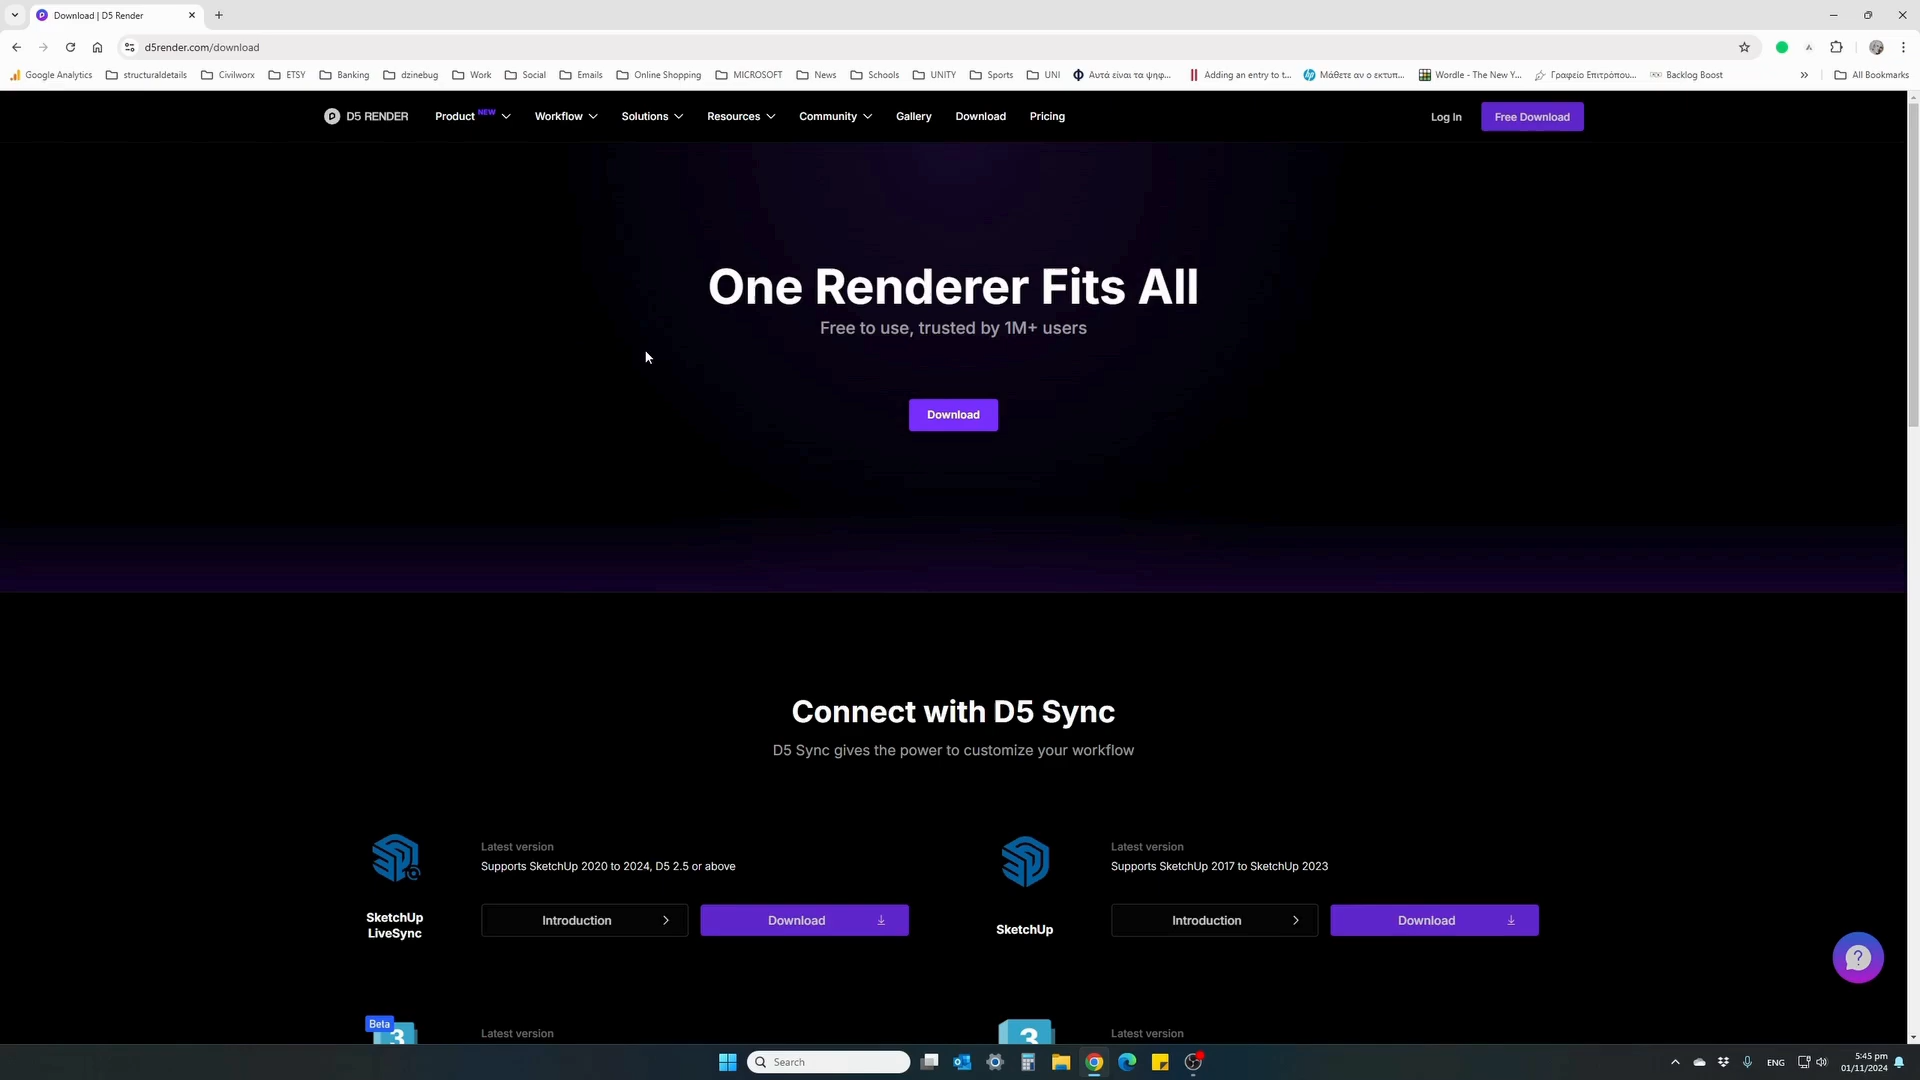 Download | D5 Render
d5render.com/download
Google Analytics structuraldetails Civilworx ETSY Banking dzinebug Work Social Emails Online Shopping MICROSOFT News Schools UNITY Sports UNI Αυτά είναι τα ψηφ... Adding an entry to t... Μάθετε αν ο εκτυπ... Wordle - The New Y... Γραφείο Επιτρόπου... Backlog Boost » All Bookmarks
D5 RENDER Product NEW Workflow Solutions Resources Community Gallery Download Pricing Log In Free Download
One Renderer Fits All
Free to use, trusted by 1M+ users
Download
Connect with D5 Sync
D5 Sync gives the power to customize your workflow
Latest version
Supports SketchUp 2020 to 2024, D5 2.5 or above
SketchUp
LiveSync
Introduction Download
Latest version
Supports SketchUp 2017 to SketchUp 2023
SketchUp
Introduction Download
Beta
3
Latest version
3
Latest version
Search
ENG
5:45 pm
01/11/2024